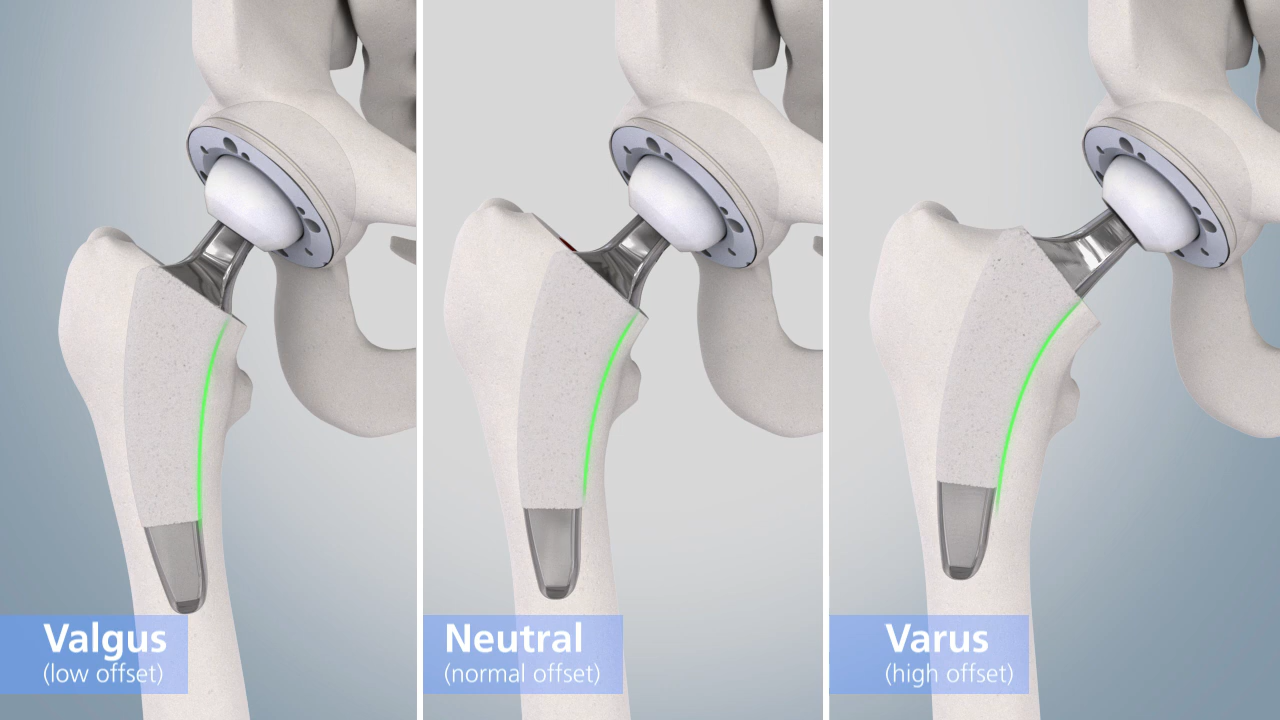 Valgus
(low offset)
Neutral
(normal offset)
Varus
(high offset)